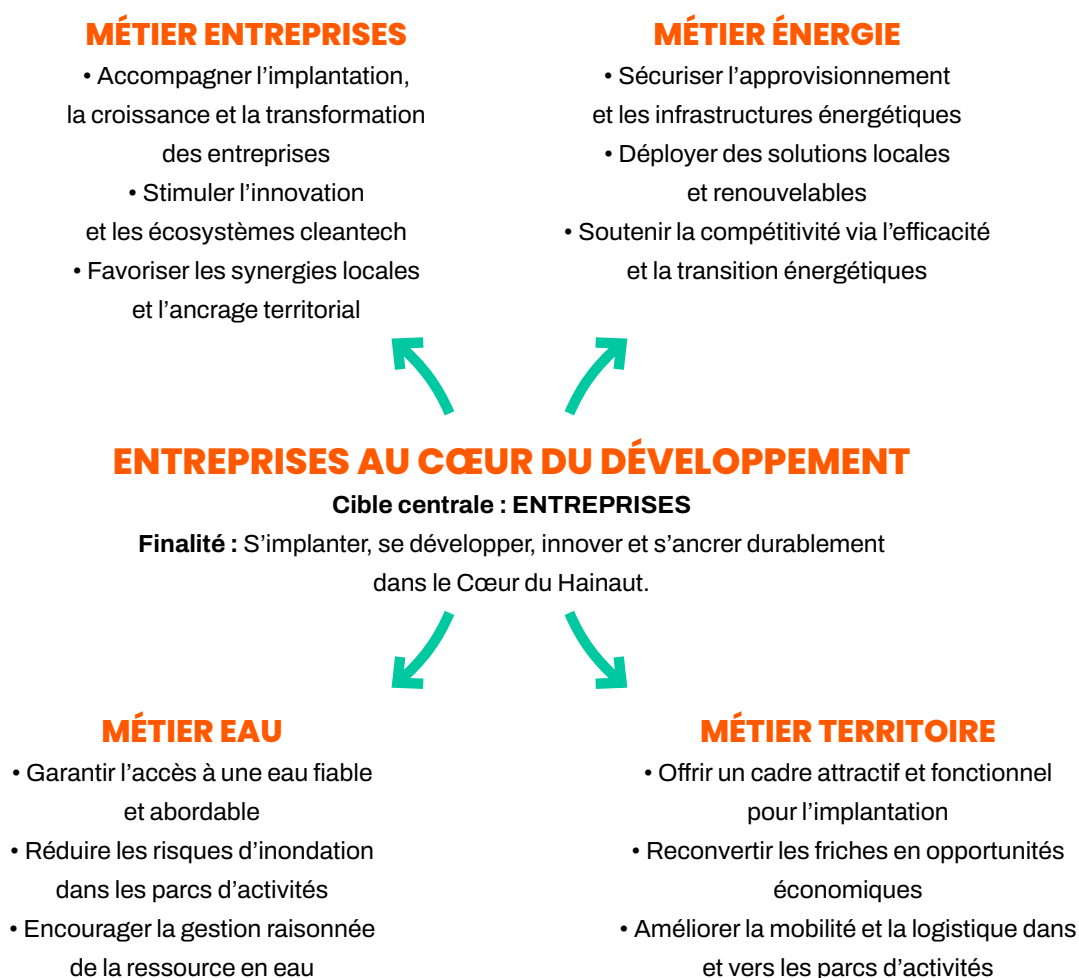 MÉTIER ENTREPRISES
• Accompagner l’implantation,
la croissance et la transformation
des entreprises
• Stimuler l’innovation
et les écosystèmes cleantech
• Favoriser les synergies locales
et l’ancrage territorial
MÉTIER ÉNERGIE
• Sécuriser l’approvisionnement
et les infrastructures énergétiques
• Déployer des solutions locales
et renouvelables
• Soutenir la compétitivité via l’efficacité
et la transition énergétiques
ENTREPRISES AU CŒUR DU DÉVELOPPEMENT
Cible centrale : ENTREPRISES
Finalité : S’implanter, se développer, innover et s’ancrer durablement
dans le Cœur du Hainaut.
MÉTIER EAU
• Garantir l’accès à une eau fiable
et abordable
• Réduire les risques d’inondation
dans les parcs d’activités
• Encourager la gestion raisonnée
de la ressource en eau
MÉTIER TERRITOIRE
• Offrir un cadre attractif et fonctionnel
pour l’implantation
• Reconvertir les friches en opportunités
économiques
• Améliorer la mobilité et la logistique dans
et vers les parcs d’activités